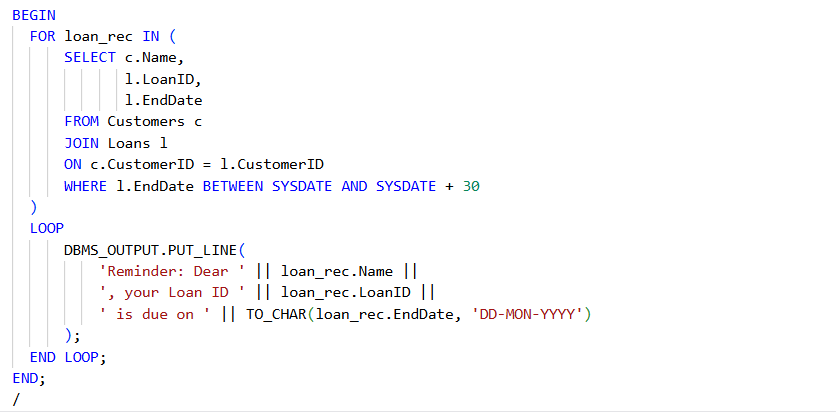 BEGIN
  FOR loan_rec IN (
      SELECT c.Name,
             l.LoanID,
             l.EndDate
      FROM Customers c
      JOIN Loans l
      ON c.CustomerID = l.CustomerID
      WHERE l.EndDate BETWEEN SYSDATE AND SYSDATE + 30
  )
  LOOP
      DBMS_OUTPUT.PUT_LINE(
          'Reminder: Dear ' || loan_rec.Name ||
          ', your Loan ID ' || loan_rec.LoanID ||
          ' is due on ' || TO_CHAR(loan_rec.EndDate, 'DD-MON-YYYY')
      );
  END LOOP;
END;
/